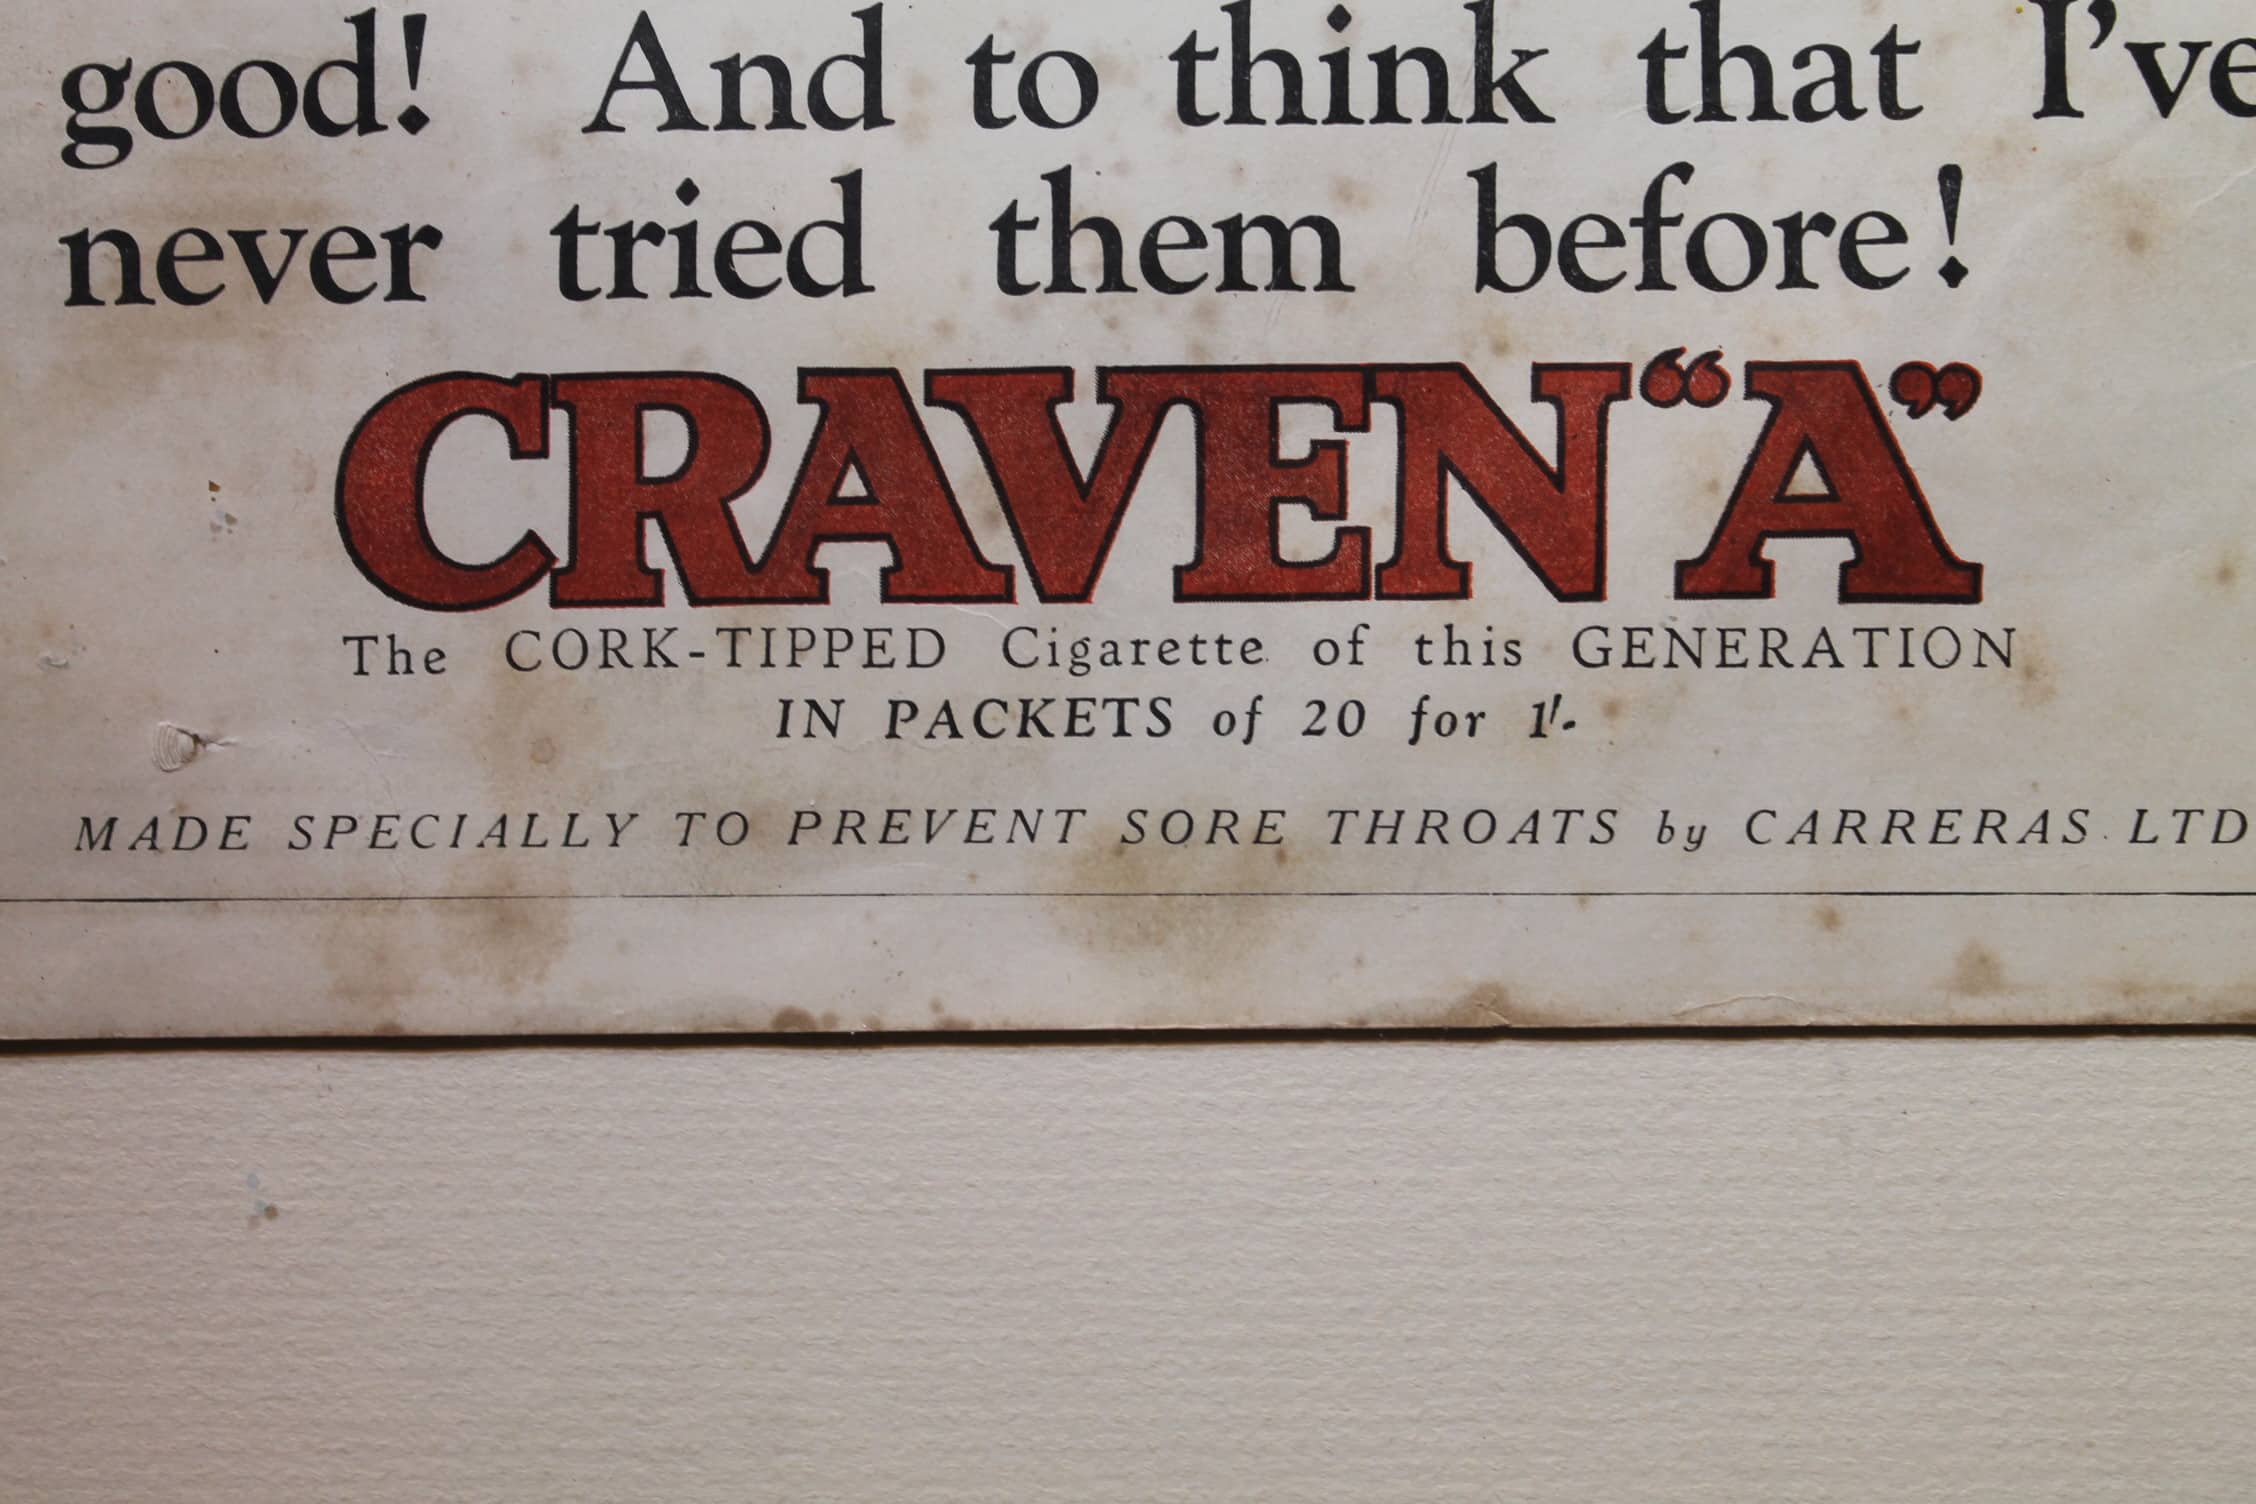 good! And to think that I've
never tried them before!
CRAVEN “A”
The CORK-TIPPED Cigarette of this GENERATION
IN PACKETS of 20 for 1/-
MADE SPECIALLY TO PREVENT SORE THROATS by CARRERAS LTD